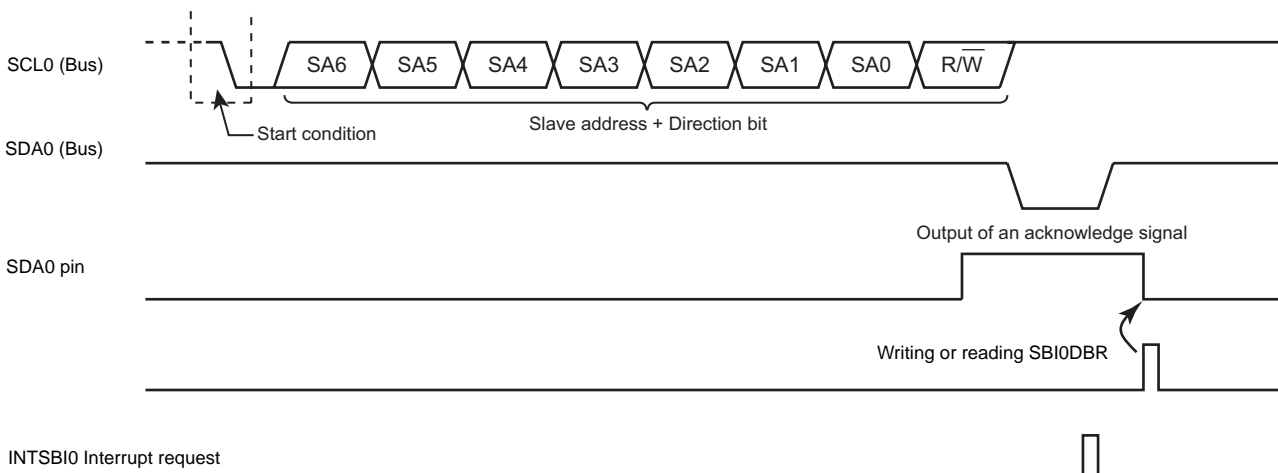 SCL0 (Bus)
SA6 SA5 SA4 SA3 SA2 SA1 SA0 R/W̅
Start condition
Slave address + Direction bit
SDA0 (Bus)
Output of an acknowledge signal
SDA0 pin
Writing or reading SBI0DBR
INTSBI0 Interrupt request